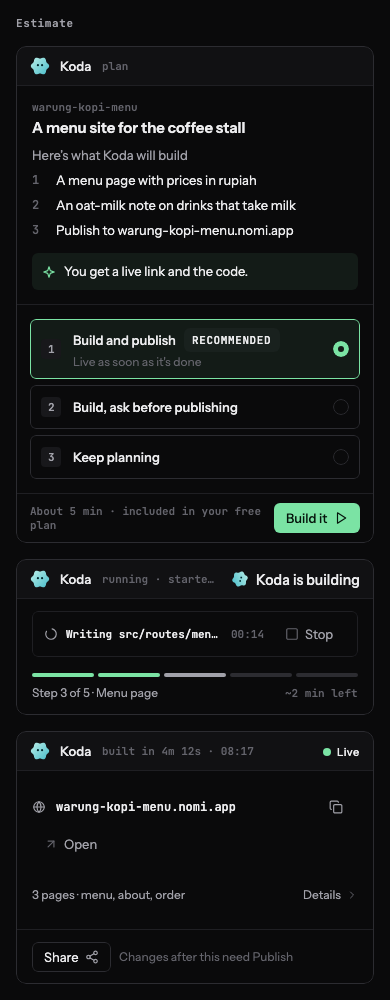 Estimate
Koda plan
warung-kopi-menu
A menu site for the coffee stall
Here's what Koda will build
1 A menu page with prices in rupiah
2 An oat-milk note on drinks that take milk
3 Publish to warung-kopi-menu.nomi.app
You get a live link and the code.
1 Build and publish RECOMMENDED
Live as soon as it's done
2 Build, ask before publishing
3 Keep planning
About 5 min · included in your free
plan
Build it
Koda running · starte… Koda is building
Writing src/routes/men… 00:14 Stop
Step 3 of 5 · Menu page ~2 min left
Koda built in 4m 12s · 08:17 Live
warung-kopi-menu.nomi.app
Open
3 pages · menu, about, order Details
Share Changes after this need Publish